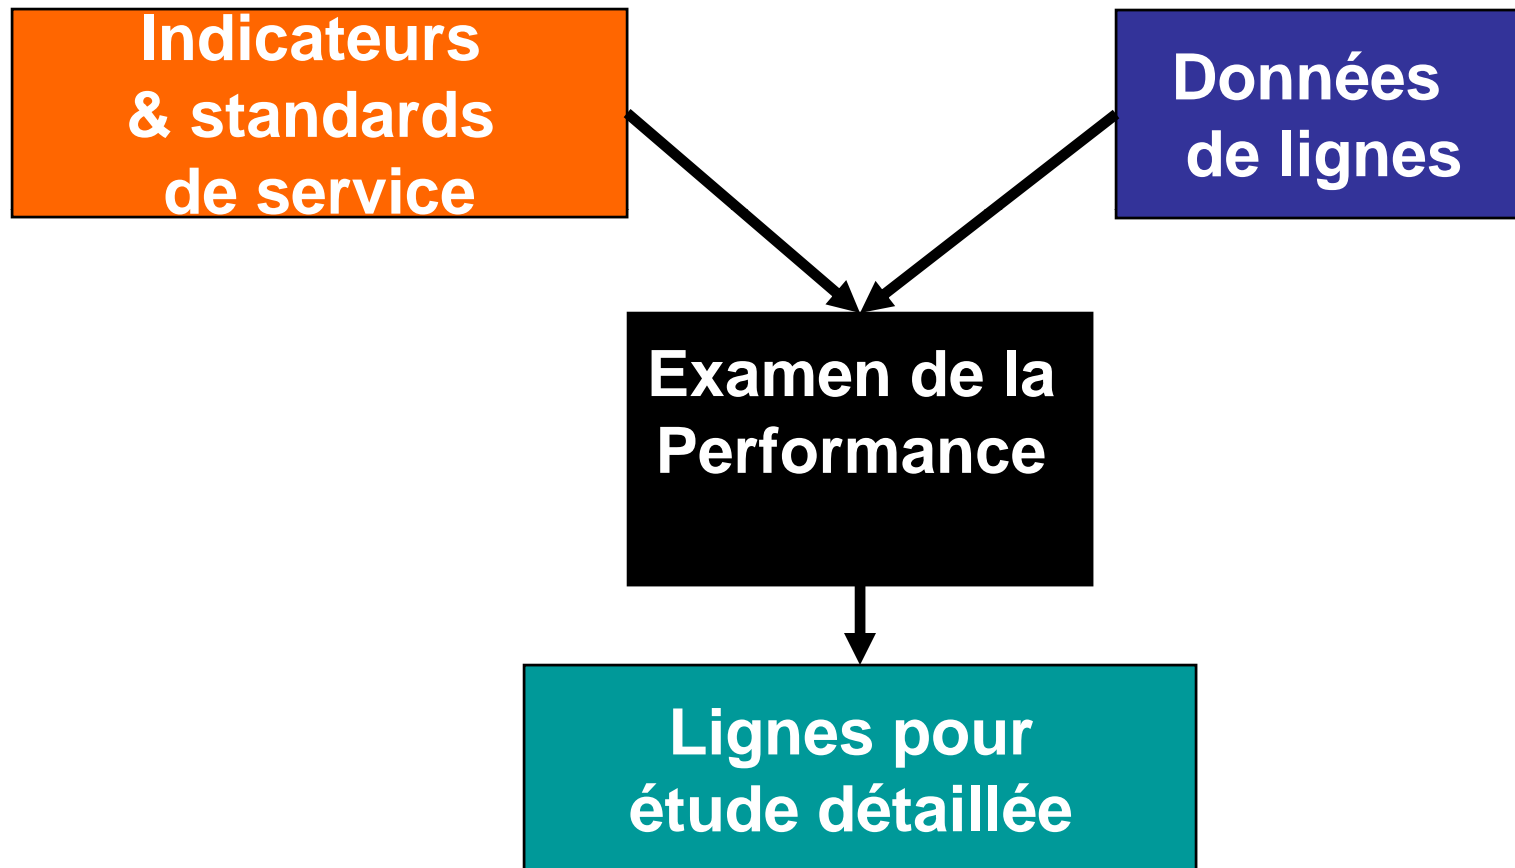 Indicateurs
& standards
de service
Données
de lignes
Examen de la
Performance
Lignes pour
étude détaillée